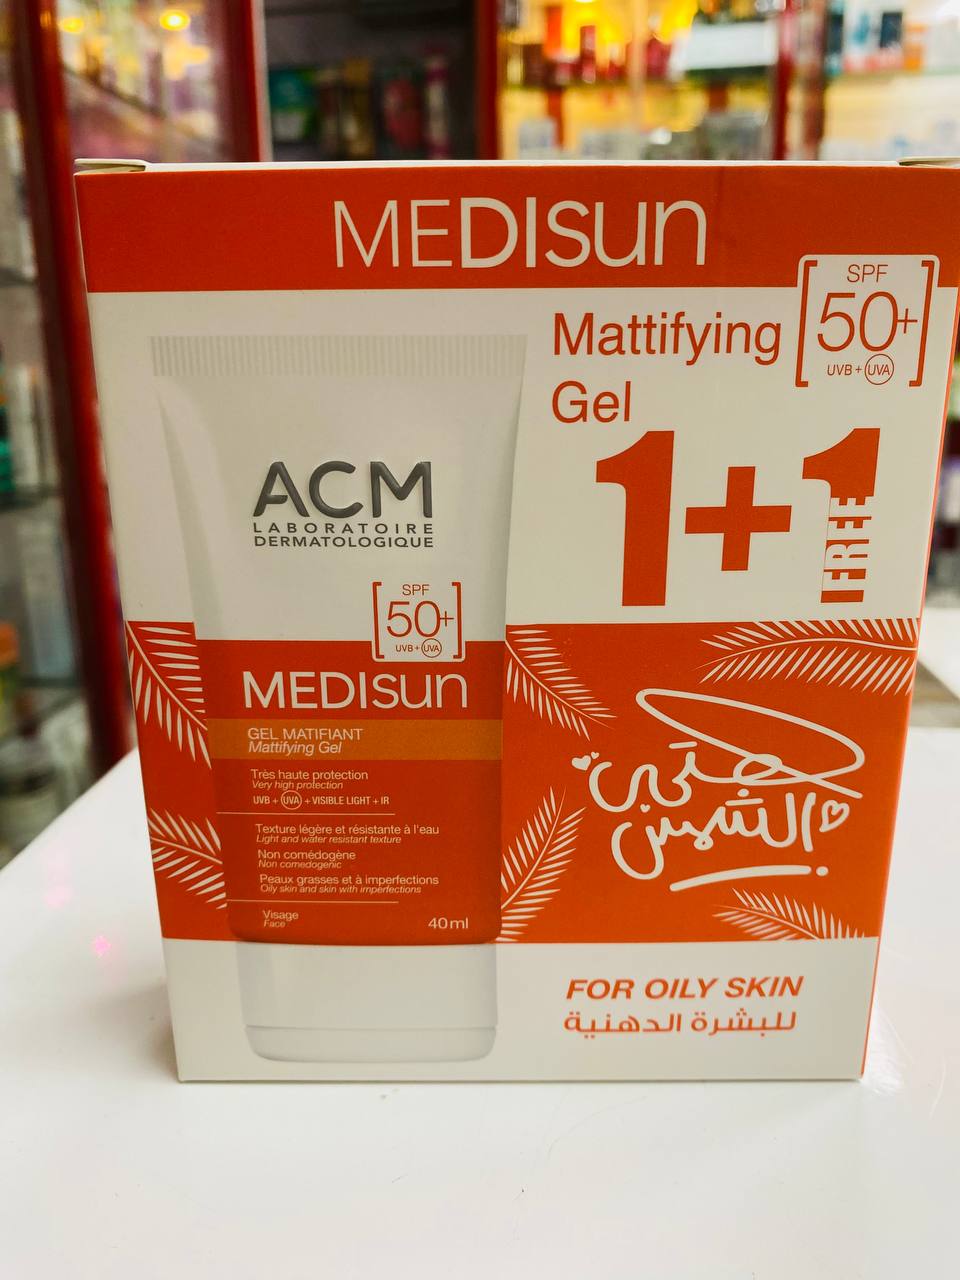 MEDISun
Mattifying
Gel
SPF
50+
UVB + UVA
1+1
FREE
ACM
LABORATOIRE
DERMATOLOGIQUE
SPF
50+
UVB + UVA
MEDISun
GEL MATIFIANT
Mattifying Gel
Très haute protection
Very high protection
UVB + UVA + VISIBLE LIGHT + IR
Texture légère et résistante à l'eau
Light and water resistant texture
Non comédogène
Non comedogenic
Peaux grasses et à imperfections
Oily skin and skin with imperfections
Visage
Face
40ml
الشمس
FOR OILY SKIN
للبشرة الدهنية